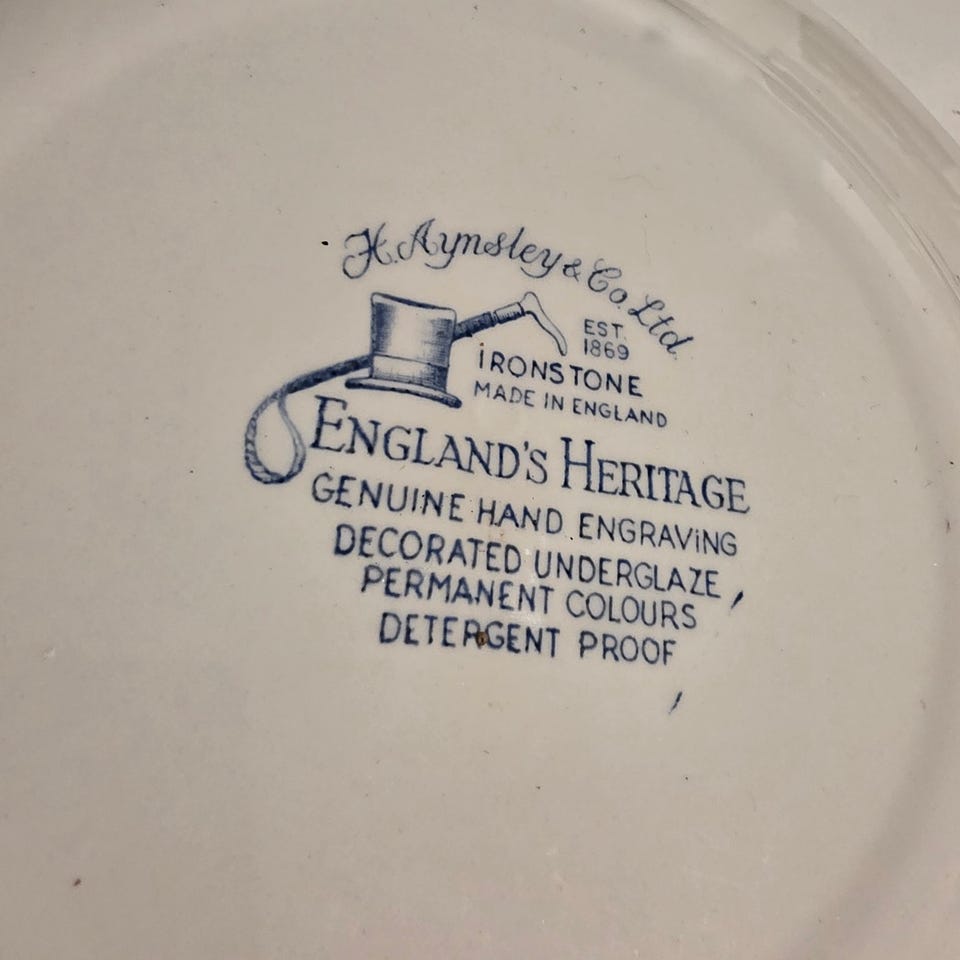 H. Aymsley & Co. Ltd.
EST.
1869
IRONSTONE
MADE IN ENGLAND
ENGLAND'S HERITAGE
GENUINE HAND ENGRAVING
DECORATED UNDERGLAZE
PERMANENT COLOURS
DETERGENT PROOF